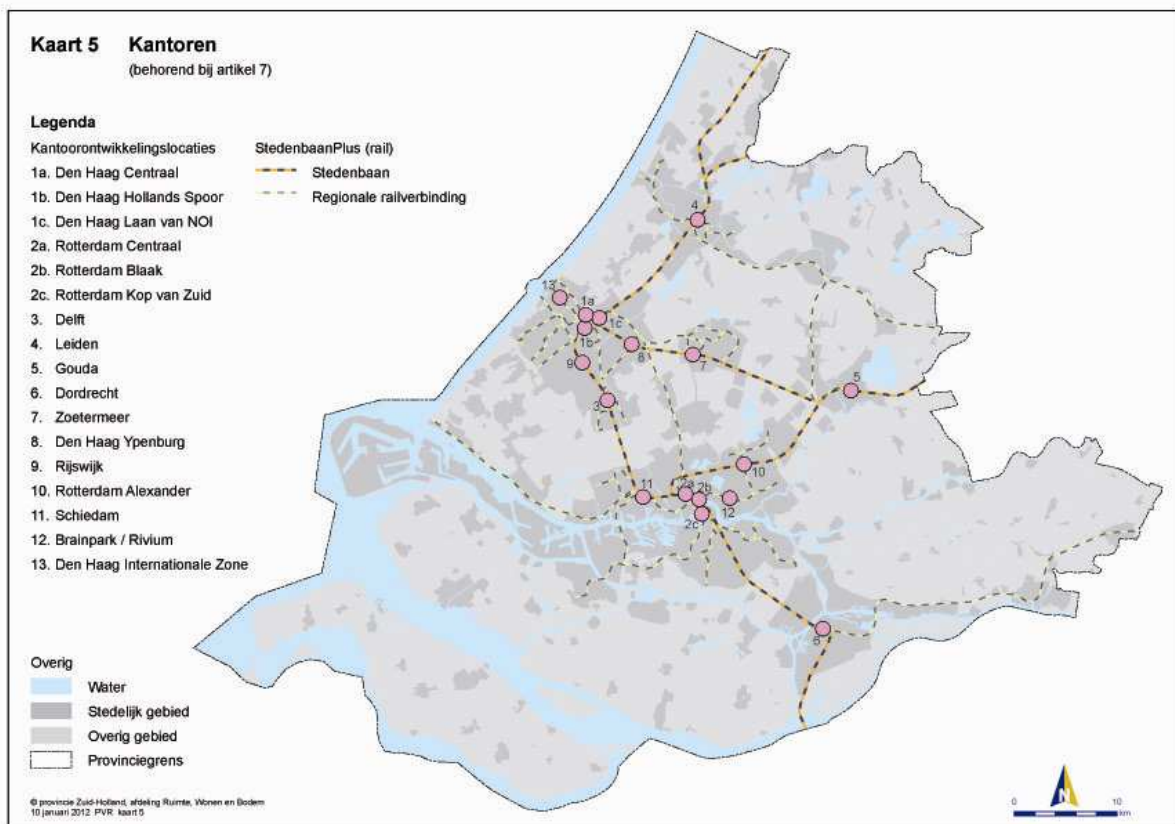 Kaart 5 Kantoren
(behorend bij artikel 7)
Legenda
Kantoorontwikkelingslocaties
1a. Den Haag Centraal
1b. Den Haag Hollands Spoor
1c. Den Haag Laan van NOI
2a. Rotterdam Centraal
2b. Rotterdam Blaak
2c. Rotterdam Kop van Zuid
3. Delft
4. Leiden
5. Gouda
6. Dordrecht
7. Zoetermeer
8. Den Haag Ypenburg
9. Rijswijk
10. Rotterdam Alexander
11. Schiedam
12. Brainpark / Rivium
13. Den Haag Internationale Zone
StedenbaanPlus (rail)
Stedenbaan
Regionale railverbinding
Overig
Water
Stedelijk gebied
Overig gebied
Provinciegrens
© provincie Zuid-Holland, afdeling Ruimte, Wonen en Bodem
10 januari 2012 PVR kaart 5
4
13
1a
1c
1b
8
7
9
5
3
10
11
2a
2b
12
2c
6
N
0 10
km